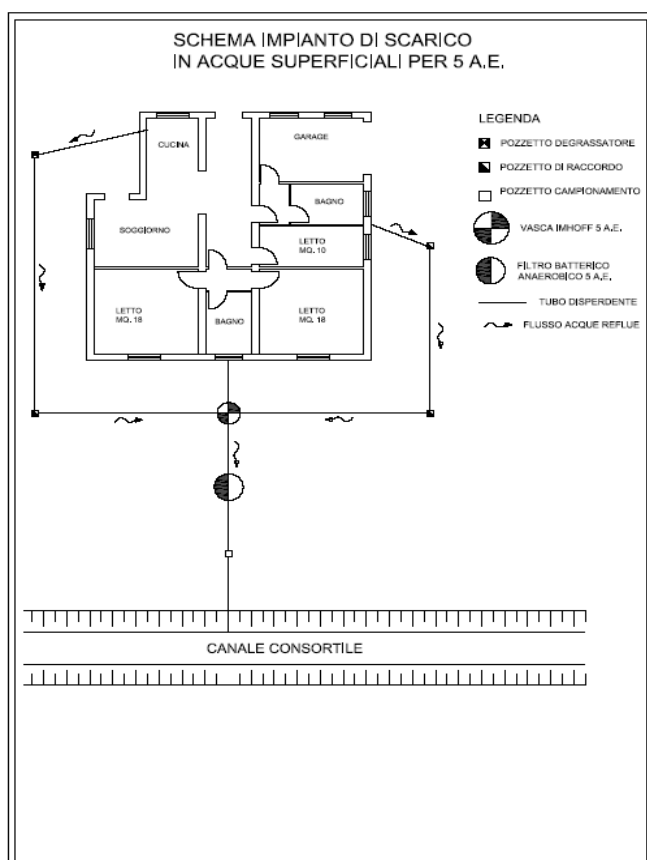 SCHEMA IMPIANTO DI SCARICO
IN ACQUE SUPERFICIALI PER 5 A.E.
LEGENDA
POZZETTO DEGRASSATORE
POZZETTO DI RACCORDO
POZZETTO CAMPIONAMENTO
VASCA IMHOFF 5 A.E.
FILTRO BATTERICO
ANAEROBICO 5 A.E.
TUBO DISPERDENTE
FLUSSO ACQUE REFLUE
CUCINA
GARAGE
BAGNO
SOGGIORNO
LETTO
MQ. 10
LETTO
MQ. 18
BAGNO
LETTO
MQ. 18
CANALE CONSORTILE